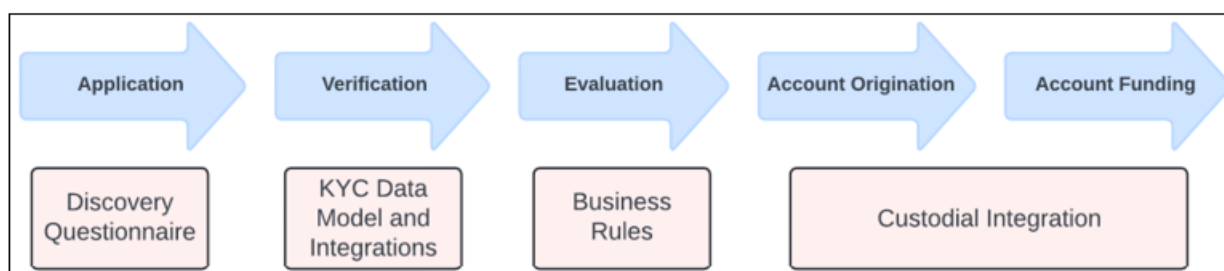 Application
Verification
Evaluation
Account Origination
Account Funding
Discovery
Questionnaire
KYC Data
Model and
Integrations
Business
Rules
Custodial Integration